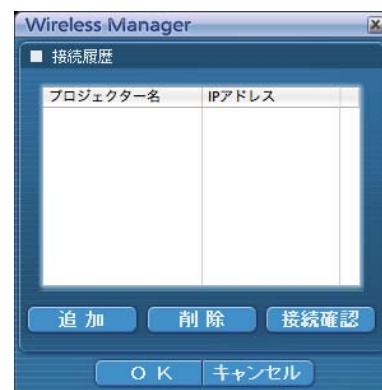 Wireless Manager
■ 接続履歴
プロジェクター名 IPアドレス
追 加 削 除 接続確認
O K キャンセル